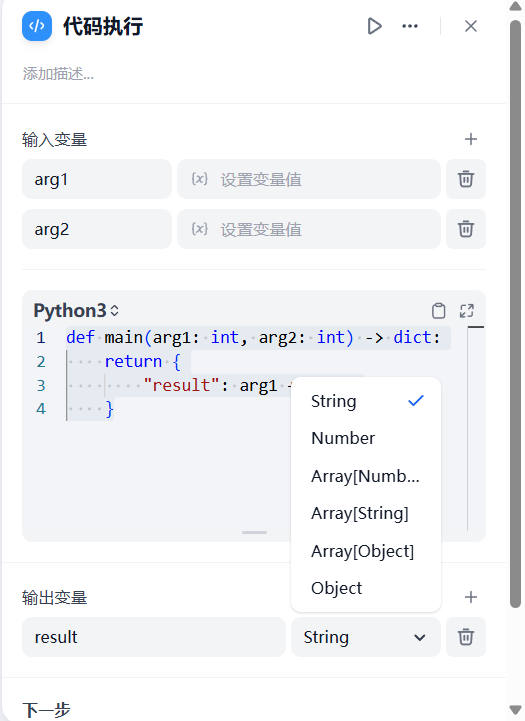 代码执行
添加描述...
输入变量
arg1 {x} 设置变量值
arg2 {x} 设置变量值
Python3
1 def main(arg1: int, arg2: int) -> dict:
2 return {
3 "result": arg1
4 }
String
Number
Array[Numb...
Array[String]
Array[Object]
Object
输出变量
result String
下一步